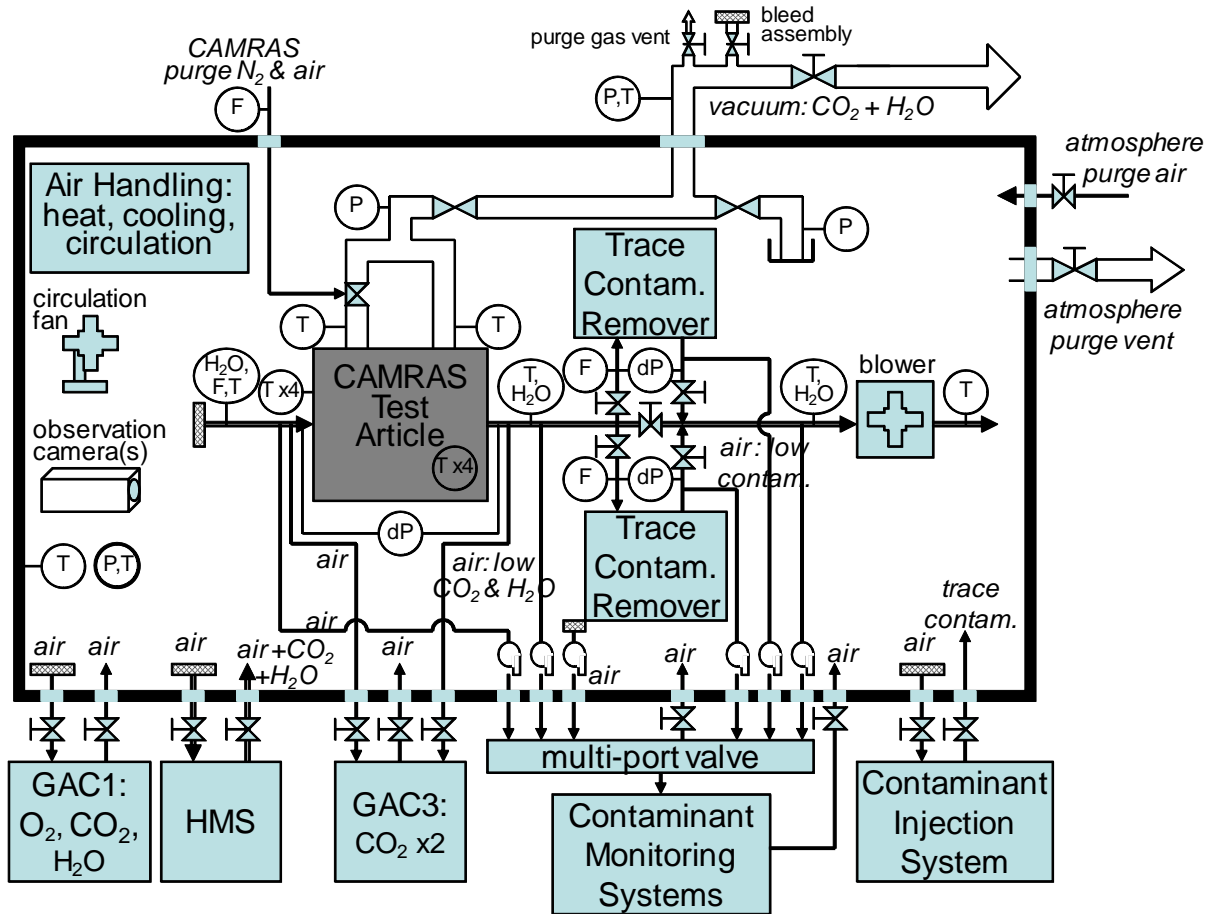 CAMRAS
purge N₂ & air
F
purge gas vent
bleed
assembly
P,T
vacuum: CO₂ + H₂O
atmosphere
purge air
atmosphere
purge vent
Air Handling:
heat, cooling,
circulation
P
P
circulation
fan
T
T
Trace
Contam.
Remover
H₂O,
F,T
T x4
CAMRAS
Test
Article
T x4
T,
H₂O
F
dP
T,
H₂O
blower
T
observation
camera(s)
F
dP
air: low
contam.
dP
T
P,T
air
air: low
CO₂ & H₂O
Trace
Contam.
Remover
trace
contam.
air
air
air
air
air +CO₂
+H₂O
air
air
air
air
air
multi-port valve
GAC1:
O₂, CO₂,
H₂O
HMS
GAC3:
CO₂ x2
Contaminant
Monitoring
Systems
Contaminant
Injection
System